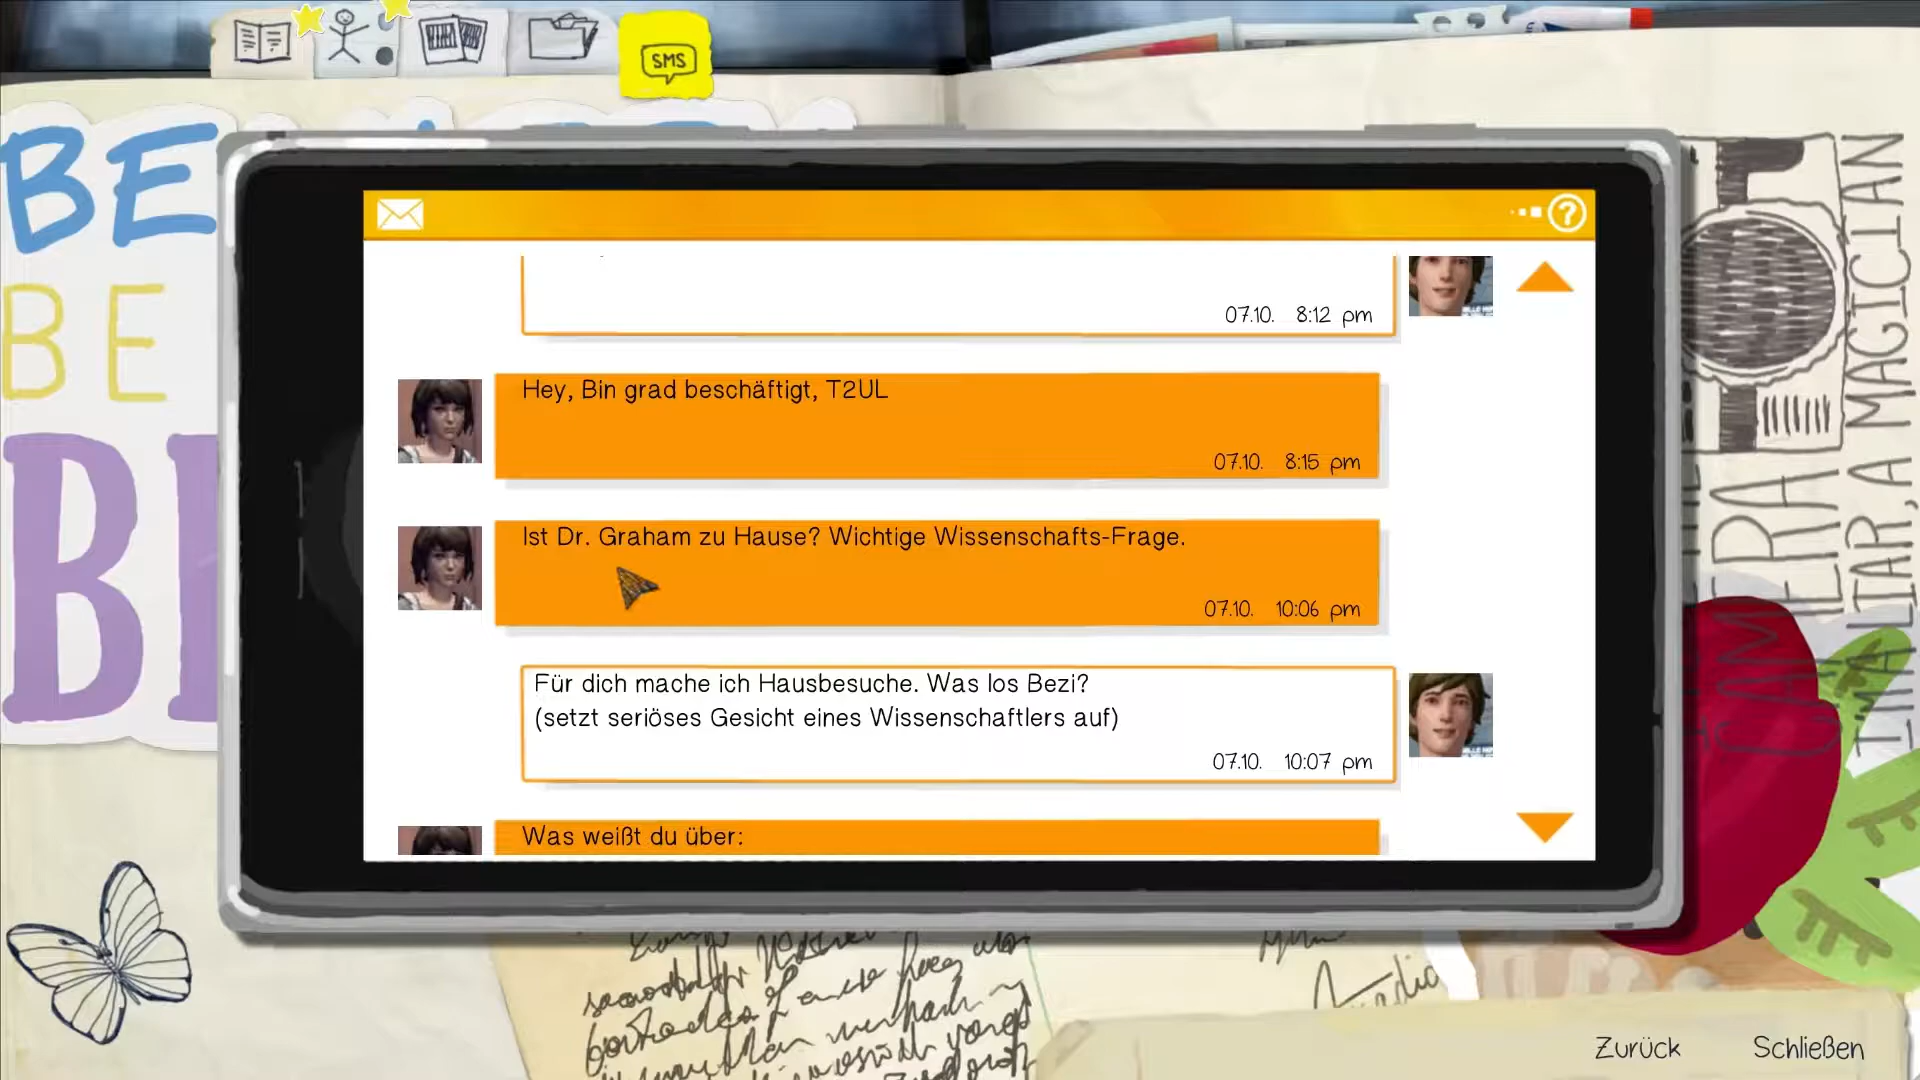 SMS
BE
BE
07.10. 8:12 pm
Hey, Bin grad beschäftigt, T2UL
07.10. 8:15 pm
Ist Dr. Graham zu Hause? Wichtige Wissenschafts-Frage.
07.10. 10:06 pm
Für dich mache ich Hausbesuche. Was los Bezi?
(setzt seriöses Gesicht eines Wissenschaftlers auf)
07.10. 10:07 pm
Was weißt du über:
LIAR, A MAGICIAN
Zurück
Schließen